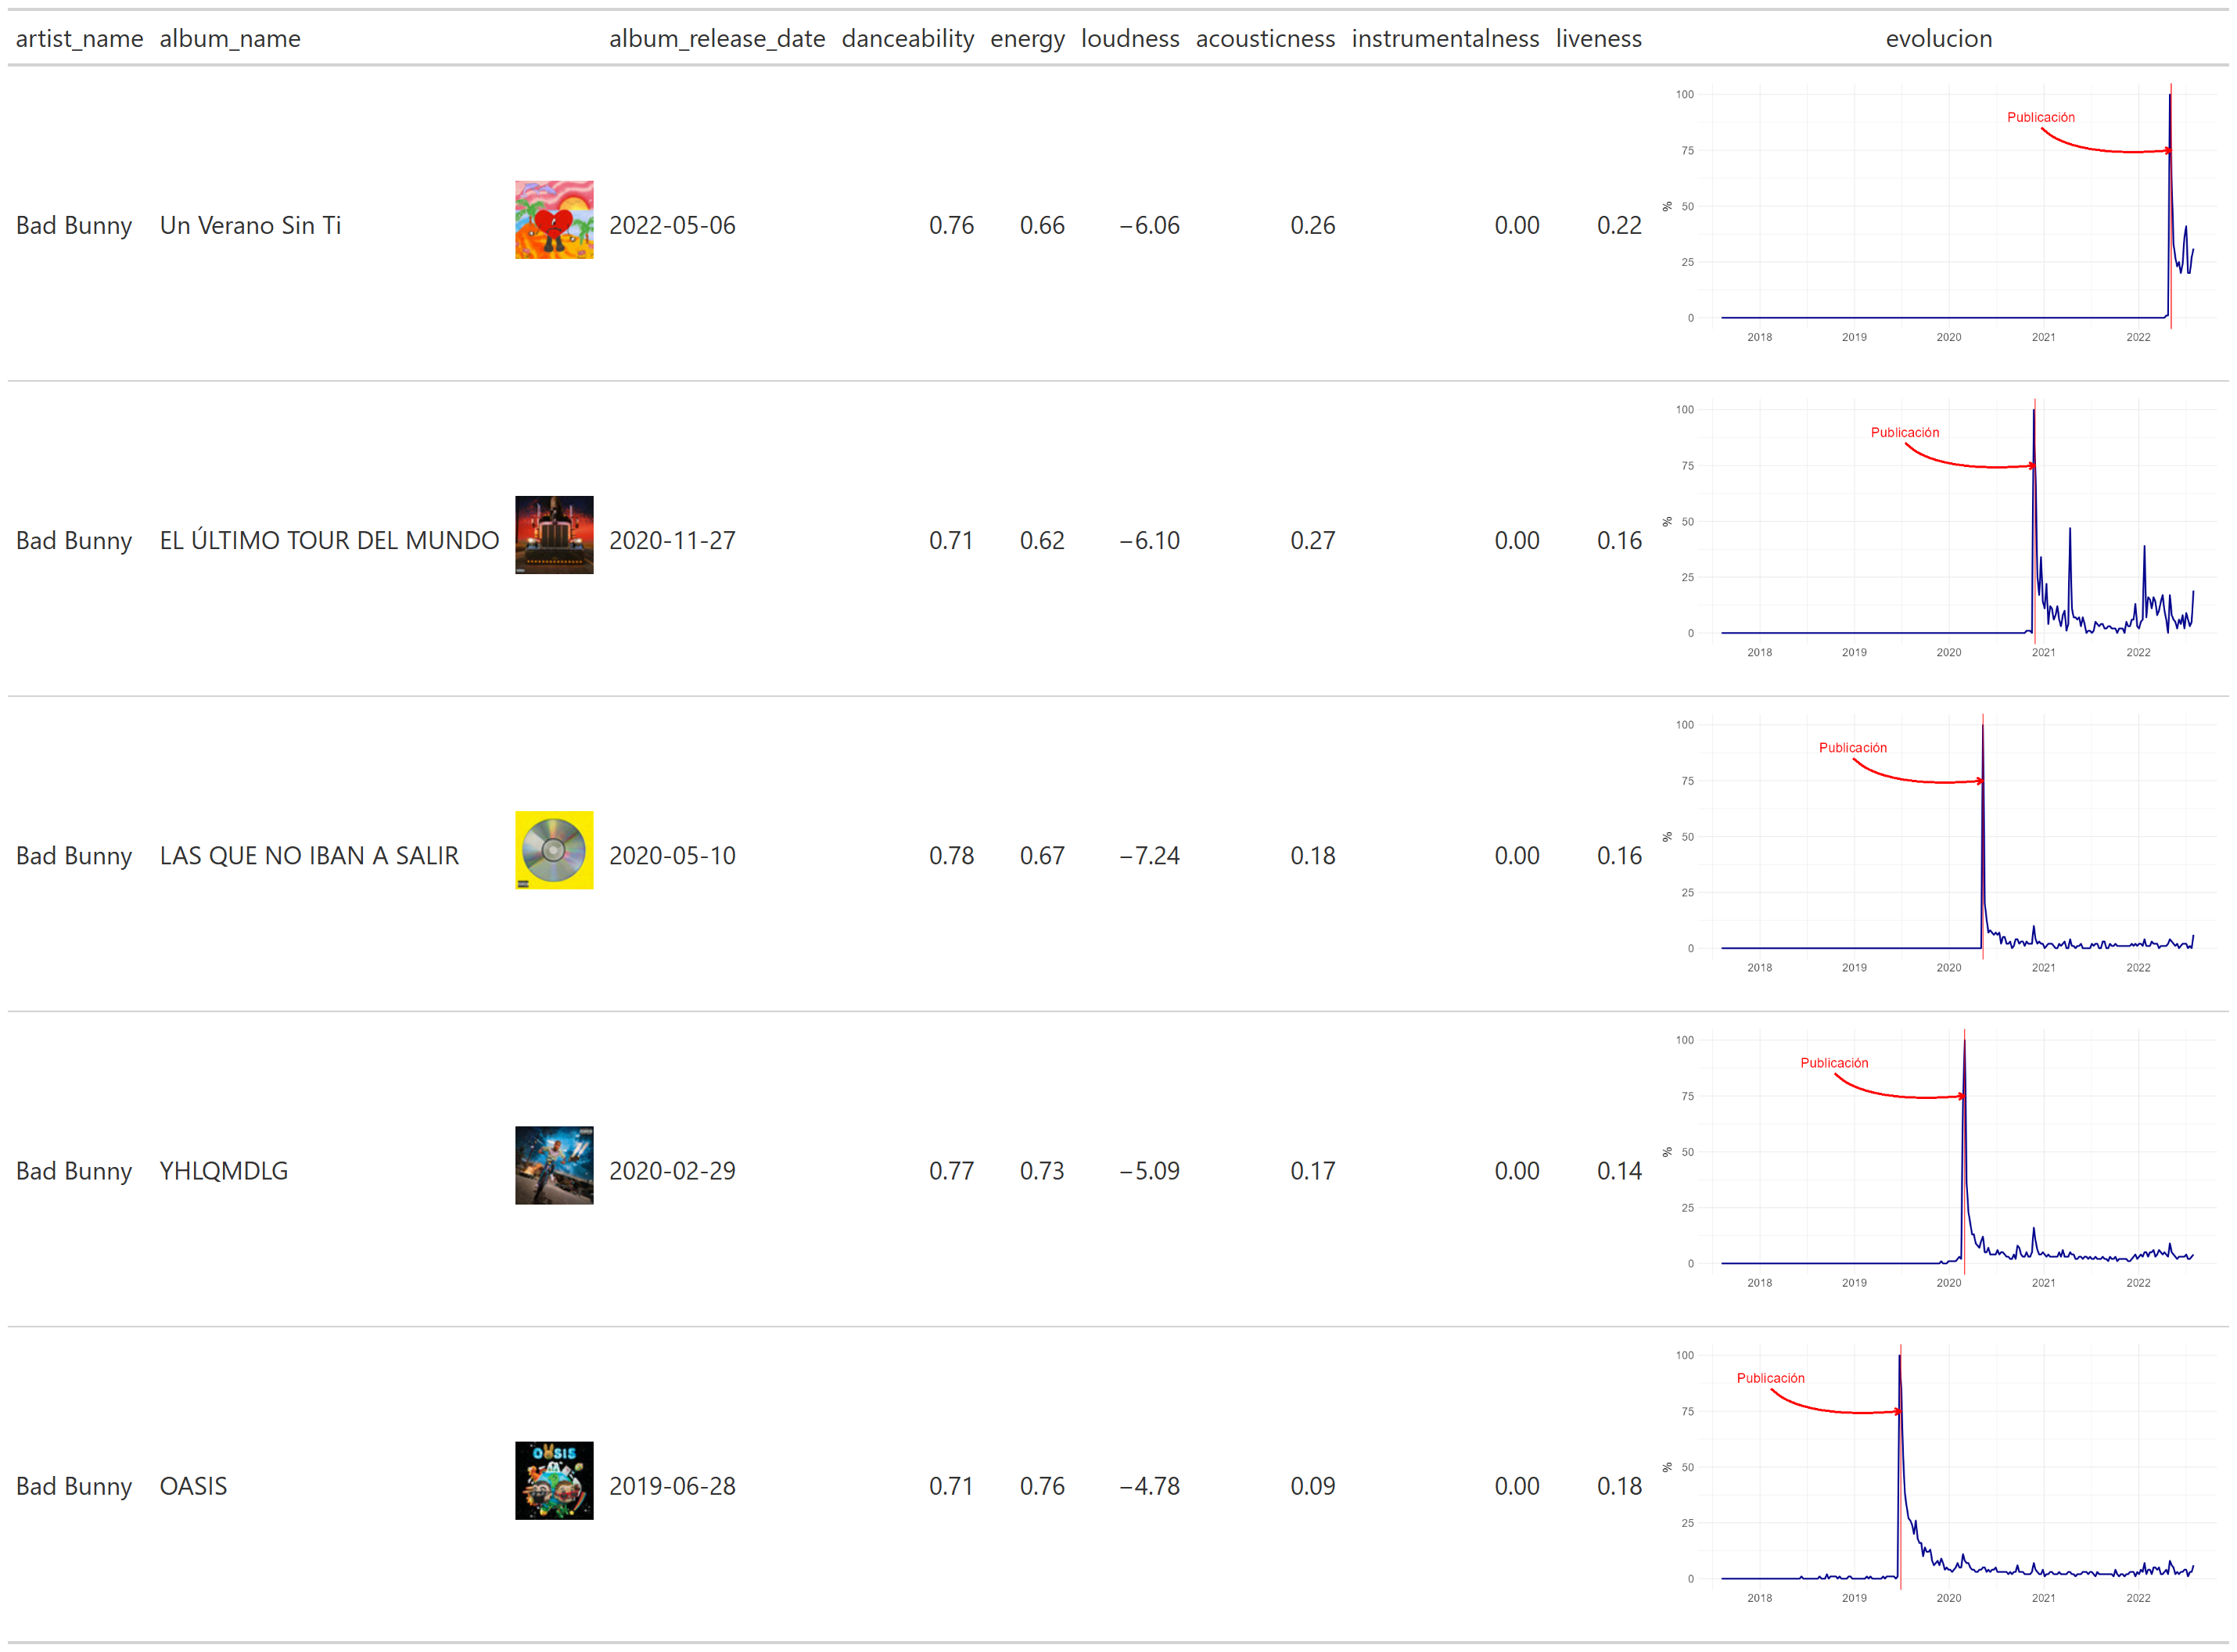 artist_name album_name album_release_date danceability energy loudness acousticness instrumentalness liveness evolucion
Bad Bunny Un Verano Sin Ti 2022-05-06 0.76 0.66 −6.06 0.26 0.00 0.22
100
75
50
25
0
%
Publicación
2018 2019 2020 2021 2022
Bad Bunny EL ÚLTIMO TOUR DEL MUNDO 2020-11-27 0.71 0.62 −6.10 0.27 0.00 0.16
100
75
50
25
0
%
Publicación
2018 2019 2020 2021 2022
Bad Bunny LAS QUE NO IBAN A SALIR 2020-05-10 0.78 0.67 −7.24 0.18 0.00 0.16
100
75
50
25
0
%
Publicación
2018 2019 2020 2021 2022
Bad Bunny YHLQMDLG 2020-02-29 0.77 0.73 −5.09 0.17 0.00 0.14
100
75
50
25
0
%
Publicación
2018 2019 2020 2021 2022
Bad Bunny OASIS 2019-06-28 0.71 0.76 −4.78 0.09 0.00 0.18
OASIS
100
75
50
25
0
%
Publicación
2018 2019 2020 2021 2022